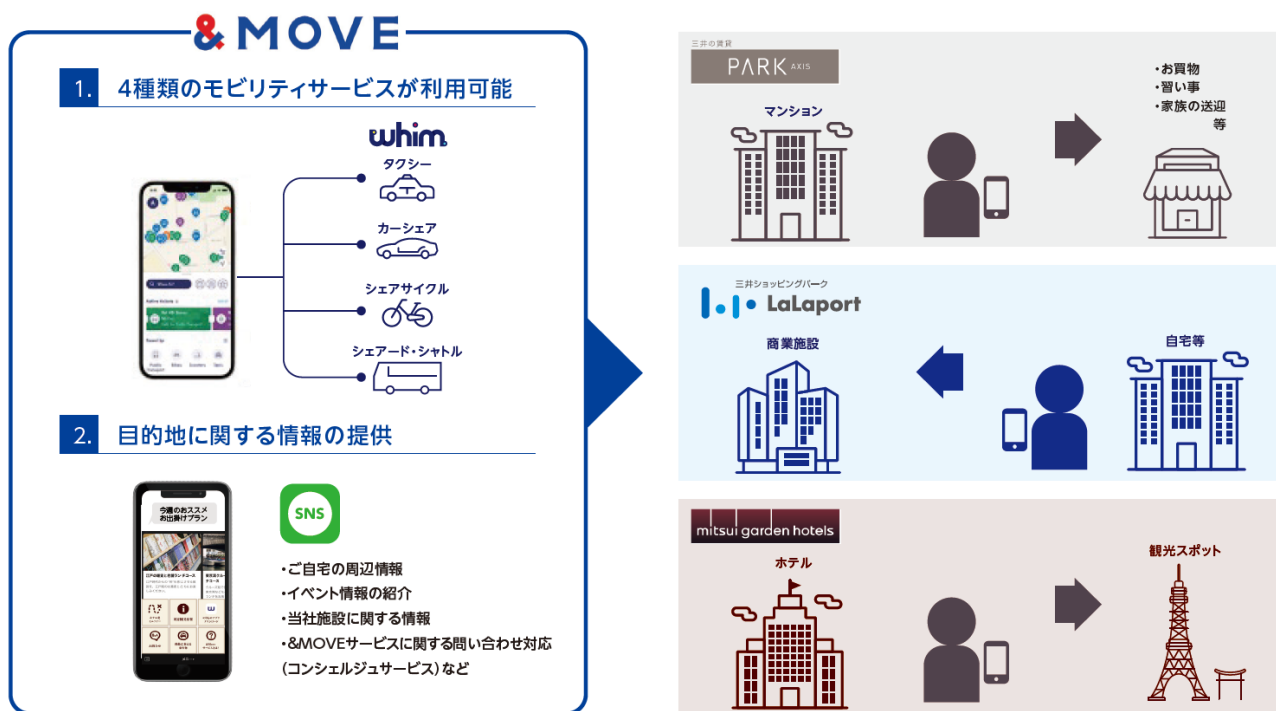 &MOVE
1. 4種類のモビリティサービスが利用可能
whim
タクシー
カーシェア
シェアサイクル
シェアード・シャトル
2. 目的地に関する情報の提供
今週のおススメ
お出掛けプラン
SNS
・ご自宅の周辺情報
・イベント情報の紹介
・当社施設に関する情報
・&MOVEサービスに関する問い合わせ対応
(コンシェルジュサービス)など
三井の賃貸
PARK AXIS
マンション
・お買物
・習い事
・家族の送迎
等
三井ショッピングパーク
LaLaport
商業施設
自宅等
mitsui garden hotels
ホテル
観光スポット